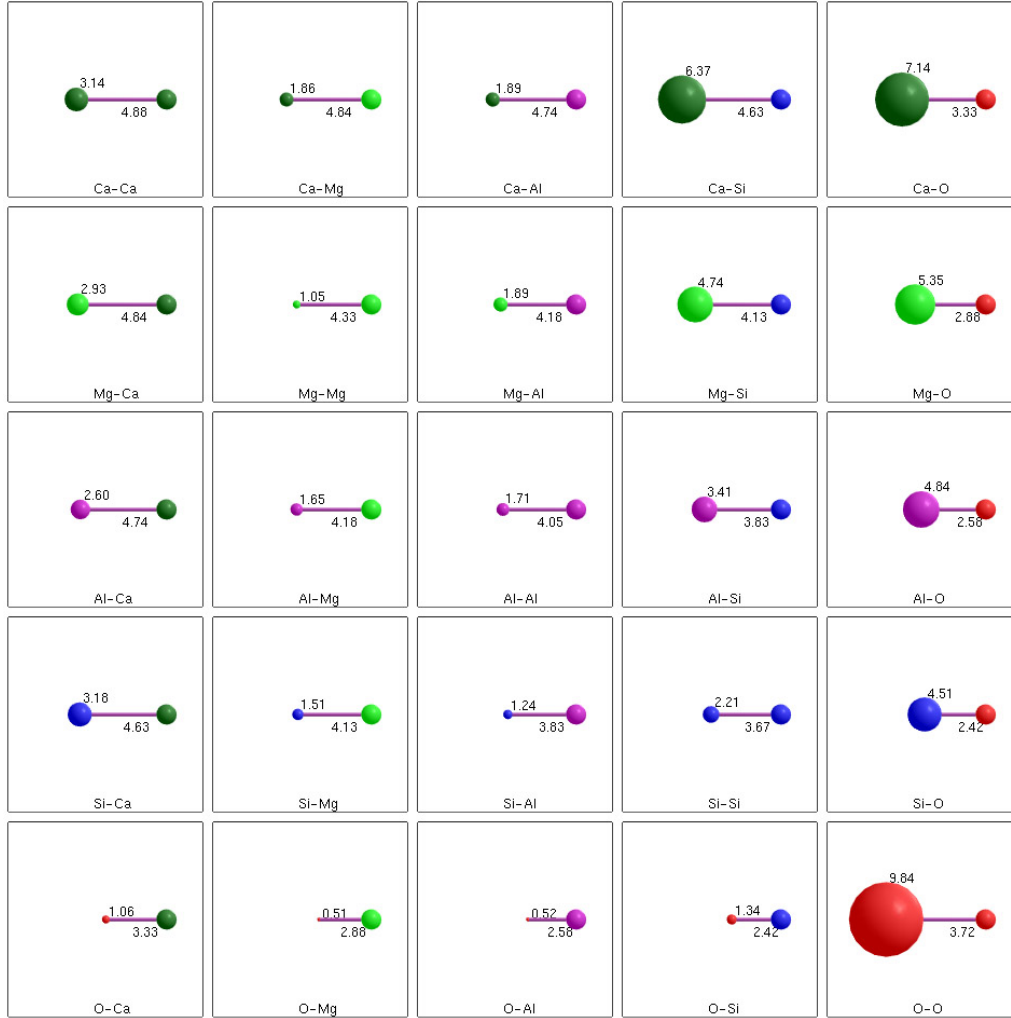 3.14
4.88
Ca-Ca
1.86
4.84
Ca-Mg
1.89
4.74
Ca-Al
6.37
4.63
Ca-Si
7.14
3.33
Ca-O
2.93
4.84
Mg-Ca
1.05
4.33
Mg-Mg
1.89
4.18
Mg-Al
4.74
4.13
Mg-Si
5.35
2.88
Mg-O
2.60
4.74
Al-Ca
1.65
4.18
Al-Mg
1.71
4.05
Al-Al
3.41
3.83
Al-Si
4.84
2.58
Al-O
3.18
4.63
Si-Ca
1.51
4.13
Si-Mg
1.24
3.83
Si-Al
2.21
3.67
Si-Si
4.51
2.42
Si-O
1.06
3.33
O-Ca
0.51
2.88
O-Mg
0.52
2.58
O-Al
1.34
2.42
O-Si
9.84
3.72
O-O